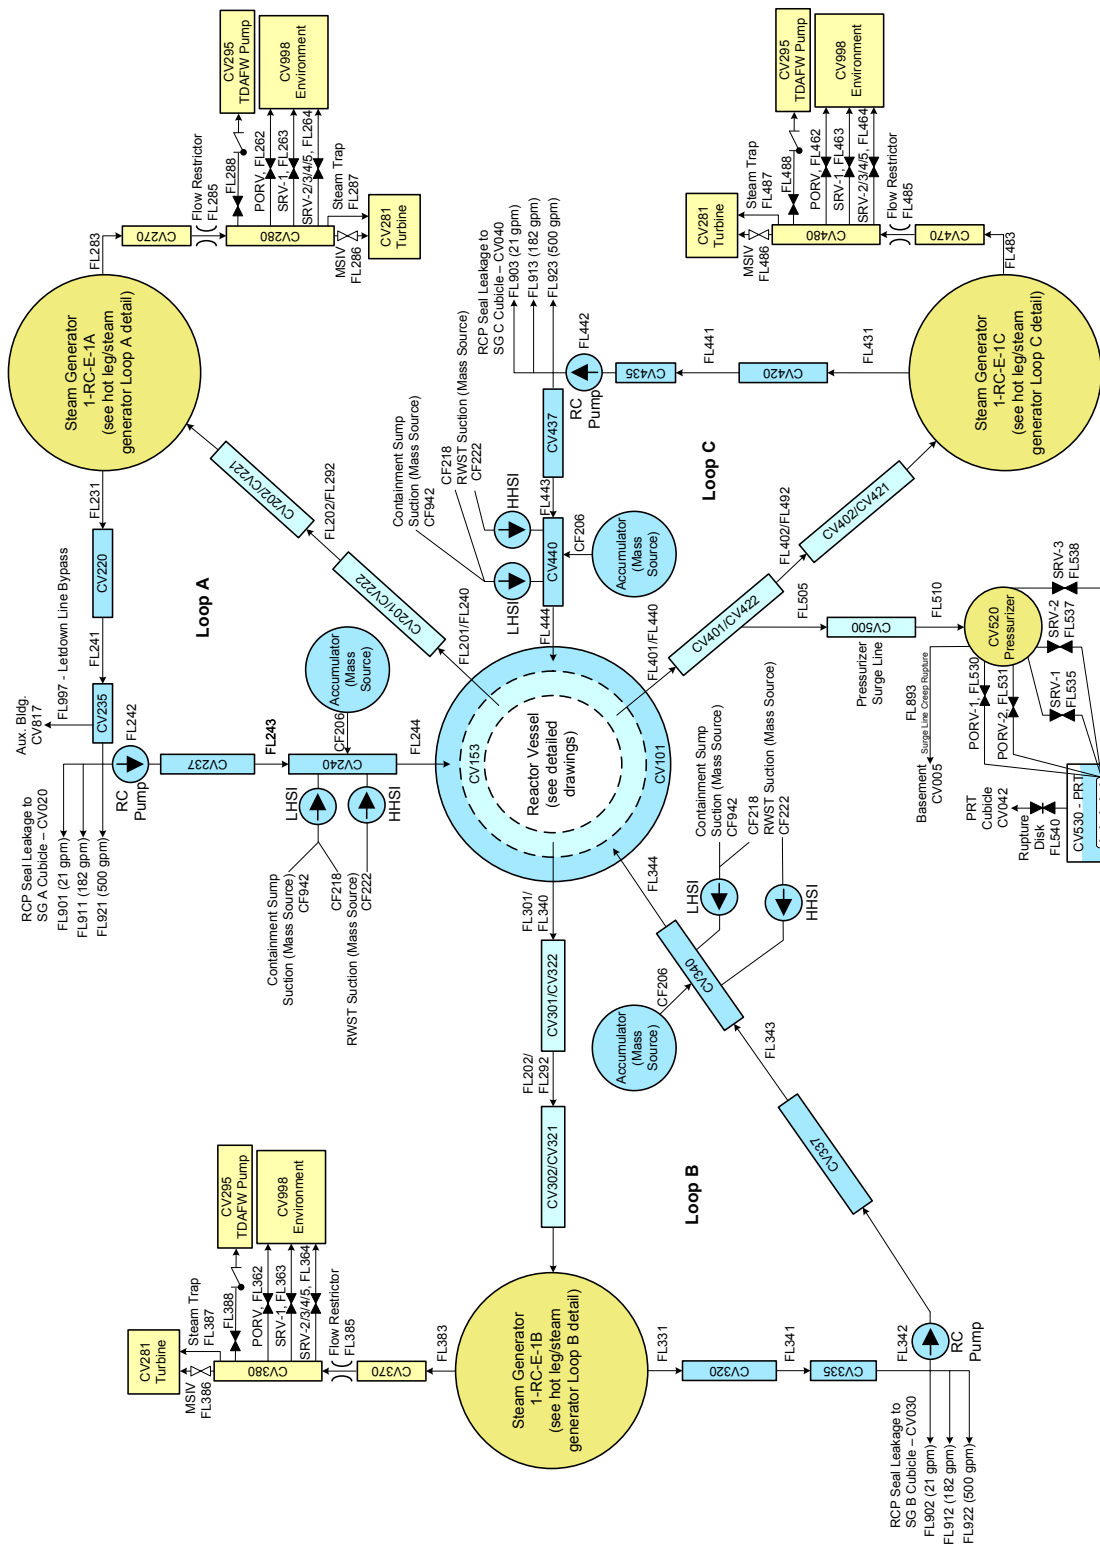 CV295
TDAFW Pump
CV998
Environment
FL288
PORV, FL262
SRV-1, FL263
SRV-2/3/4/5, FL264
Steam Trap
FL287
Flow Restrictor
FL285
FL283
CV270
CV280
MSIV
FL286
CV281
Turbine
Steam Generator
1-RC-E-1A
(see hot leg/steam
generator Loop A detail)
FL231
CV220
FL241
FL997 - Letdown Line Bypass
Aux. Bldg.
CV817
CV235
FL242
RC
Pump
RCP Seal Leakage to
SG A Cubicle – CV020
FL901 (21 gpm)
FL911 (182 gpm)
FL921 (500 gpm)
CV237
FL243
CV240
FL244
CF206
Accumulator
(Mass
Source)
LHSI
HHSI
Containment Sump
Suction (Mass Source)
CF942
CF218
RWST Suction (Mass Source)
CF222
Loop A
CV202/CV221
FL202/FL292
CV201/CV222
FL201/FL240
CV295
TDAFW Pump
CV998
Environment
FL488
PORV, FL462
SRV-1, FL463
SRV-2/3/4/5, FL464
Steam Trap
FL487
Flow Restrictor
FL485
FL483
CV470
CV480
MSIV
FL486
CV281
Turbine
Steam Generator
1-RC-E-1C
(see hot leg/steam
generator Loop C detail)
FL431
CV420
FL441
CV435
FL442
RC
Pump
RCP Seal Leakage to
SG C Cubicle – CV040
FL903 (21 gpm)
FL913 (182 gpm)
FL923 (500 gpm)
CV437
FL443
CV440
FL444
CF206
Accumulator
(Mass
Source)
LHSI
HHSI
Containment Sump
Suction (Mass Source)
CF942
CF218
RWST Suction (Mass Source)
CF222
Loop C
CV402/CV421
FL402/FL492
CV401/CV422
FL401/FL440
FL505
CV500
Pressurizer
Surge Line
FL510
CV520
Pressurizer
FL893
Surge Line Creep Rupture
Basement
CV005
PORV-1, FL530
PORV-2, FL531
SRV-1
FL535
SRV-2
FL537
SRV-3
FL538
PRT
Cubicle
CV042
Rupture
Disk
FL540
CV530 - PRT
CV153
Reactor Vessel
(see detailed
drawings)
CV101
FL301/
FL340
CV301/CV322
FL202/
FL292
CV302/CV321
Loop B
Steam Generator
1-RC-E-1B
(see hot leg/steam
generator Loop B detail)
FL383
CV370
Flow Restrictor
FL385
CV380
MSIV
FL386
Steam Trap
FL387
CV281
Turbine
FL388
PORV, FL362
SRV-1, FL363
SRV-2/3/4/5, FL364
CV295
TDAFW Pump
CV998
Environment
FL331
CV320
FL341
CV335
FL342
RC
Pump
RCP Seal Leakage to
SG B Cubicle – CV030
FL902 (21 gpm)
FL912 (182 gpm)
FL922 (500 gpm)
CV337
FL343
CV340
FL344
CF206
Accumulator
(Mass
Source)
LHSI
HHSI
Containment Sump
Suction (Mass Source)
CF942
CF218
RWST Suction (Mass Source)
CF222